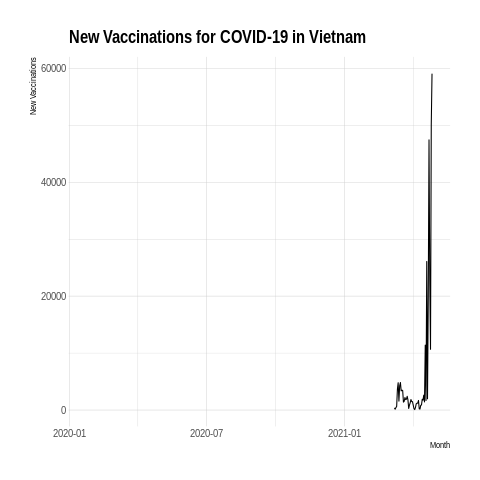 New Vaccinations for COVID-19 in Vietnam
New Vaccinations
60000
40000
20000
0
2020-01
2020-07
2021-01
Month